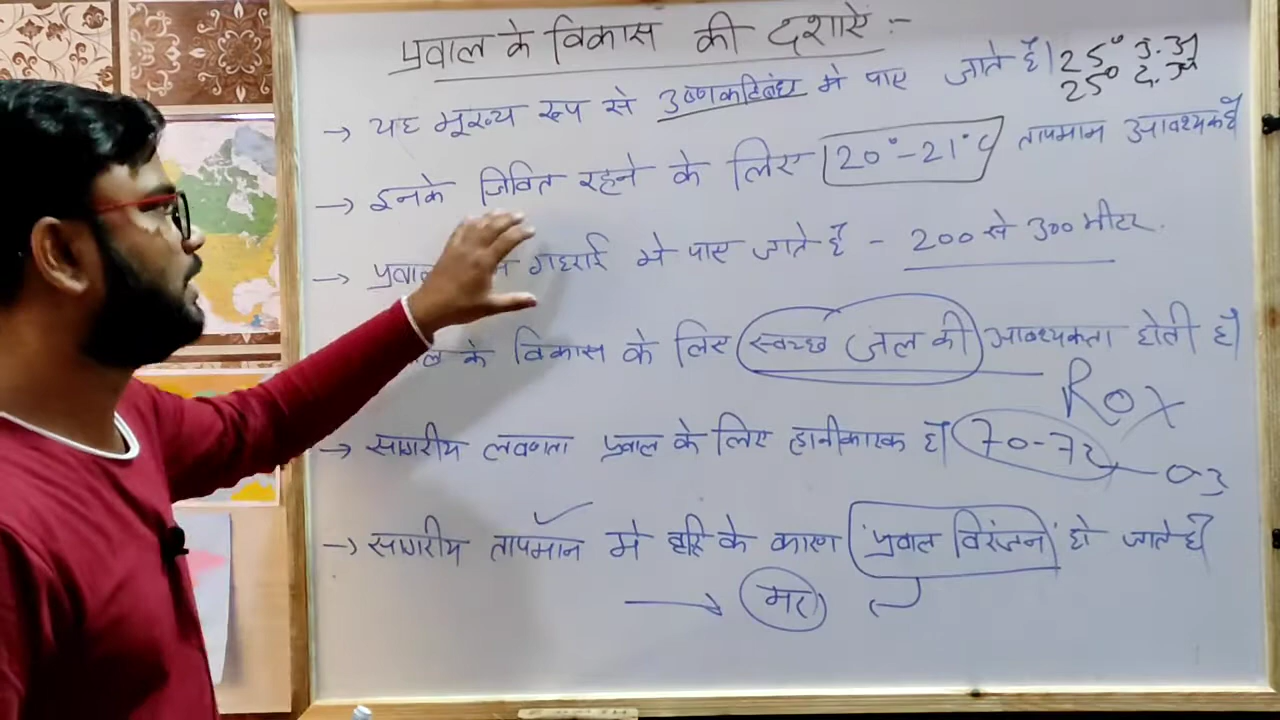 प्रवाल के विकास की दशाऐं :-
→ यह मूख्य रूप से उष्णकटिबंध मे पाए जाते है। 25° उ. अ
25° द. अ
→ इनके जिवित रहने के लिए 20°-21°C तापमान आवश्यक है
→ प्रवाल गहराई मे पाए जाते है - 200 से 300 मीटर.
के विकास के लिए स्वच्छ जल की आवश्यकता होती है।
RO X
→ सागरीय लवणता प्रवाल के लिए हानीकारक है। 70-72
→ सागरीय तापमान मे बृद्दि के कारण 'प्रवाल विरंजन' हो जाते है
→ मर